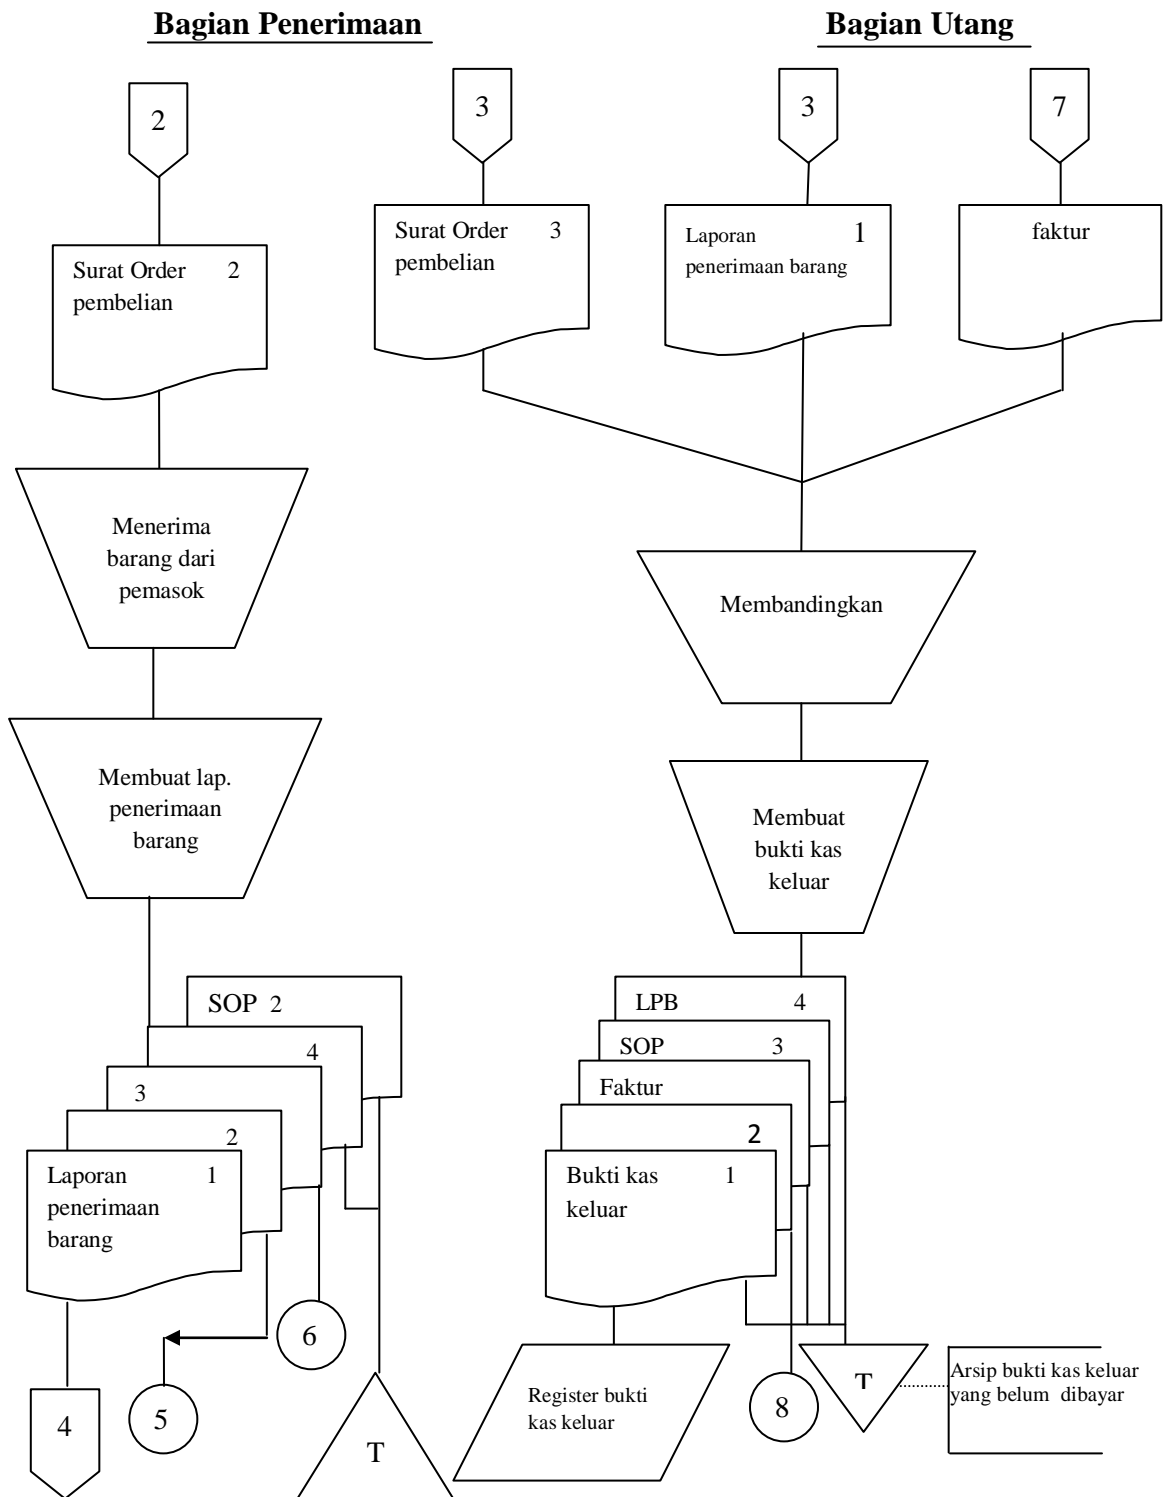 Bagian Penerimaan
Bagian Utang
2
3
3
7
Surat Order 2
pembelian
Surat Order 3
pembelian
Laporan 1
penerimaan barang
faktur
Menerima
barang dari
pemasok
Membandingkan
Membuat lap.
penerimaan
barang
Membuat
bukti kas
keluar
SOP 2
4
3
2
Laporan 1
penerimaan
barang
LPB 4
SOP 3
Faktur
2
Bukti kas 1
keluar
6
5
4
T
Register bukti
kas keluar
8
T
Arsip bukti kas keluar
yang belum dibayar